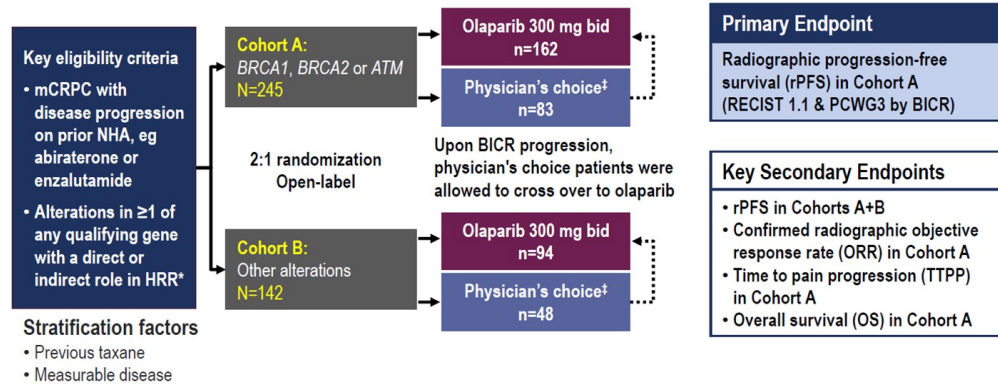 Key eligibility criteria
• mCRPC with
disease progression
on prior NHA, eg
abiraterone or
enzalutamide
• Alterations in ≥1 of
any qualifying gene
with a direct or
indirect role in HRR*
Stratification factors
• Previous taxane
• Measurable disease
Cohort A:
BRCA1, BRCA2 or ATM
N=245
2:1 randomization
Open-label
Cohort B:
Other alterations
N=142
Olaparib 300 mg bid
n=162
Physician's choice‡
n=83
Upon BICR progression,
physician's choice patients were
allowed to cross over to olaparib
Olaparib 300 mg bid
n=94
Physician's choice‡
n=48
Primary Endpoint
Radiographic progression-free
survival (rPFS) in Cohort A
(RECIST 1.1 & PCWG3 by BICR)
Key Secondary Endpoints
• rPFS in Cohorts A+B
• Confirmed radiographic objective
response rate (ORR) in Cohort A
• Time to pain progression (TTPP)
in Cohort A
• Overall survival (OS) in Cohort A